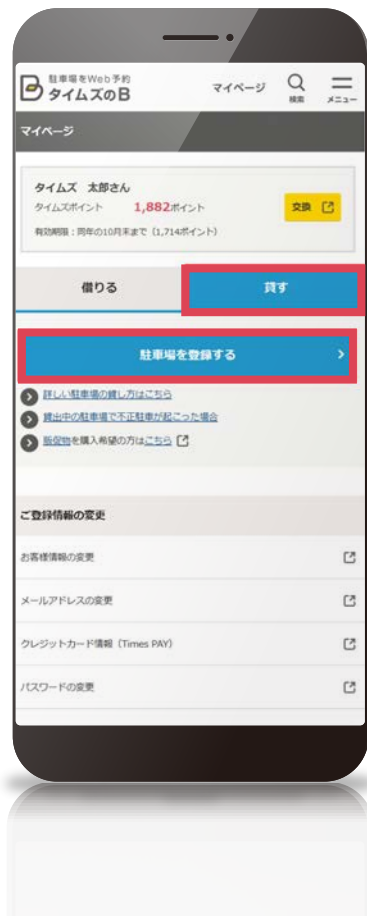 駐車場をWeb予約
タイムズのB
マイページ
検索
メニュー
マイページ
タイムズ 太郎さん
タイムズポイント 1,882ポイント
交換
有効期限：同年の10月末まで（1,714ポイント）
借りる
貸す
駐車場を登録する
詳しい駐車場の貸し方はこちら
貸出中の駐車場で不正駐車が起こった場合
販促物を購入希望の方はこちら
ご登録情報の変更
お客様情報の変更
メールアドレスの変更
クレジットカード情報（Times PAY）
パスワードの変更